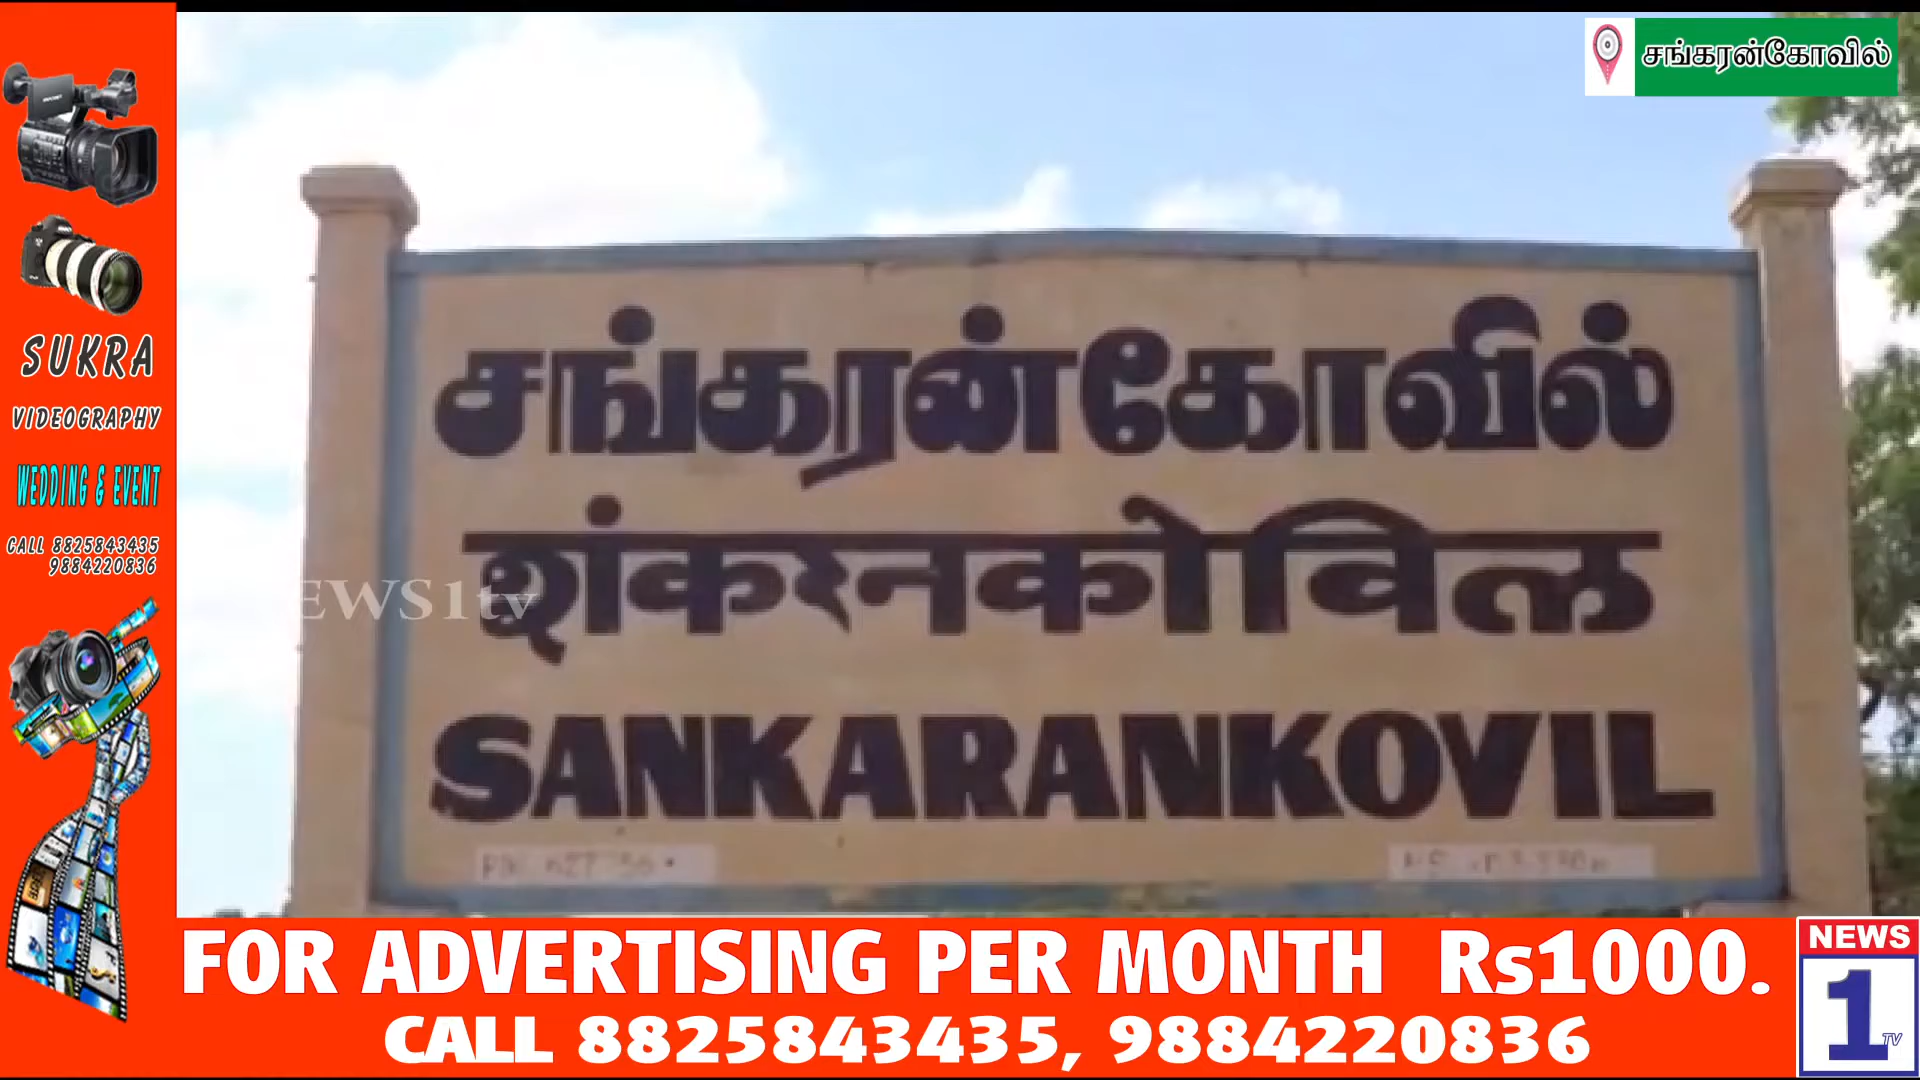 சங்கரன்கோவில்
சங்கரன்கோவில்
शंकरनकोविल
SANKARANKOVIL
SUKRA
VIDEOGRAPHY
WEDDING & EVENT
CALL 8825843435
9884220836
EWS1tv
FOR ADVERTISING PER MONTH Rs1000.
CALL 8825843435, 9884220836
NEWS
1
TV